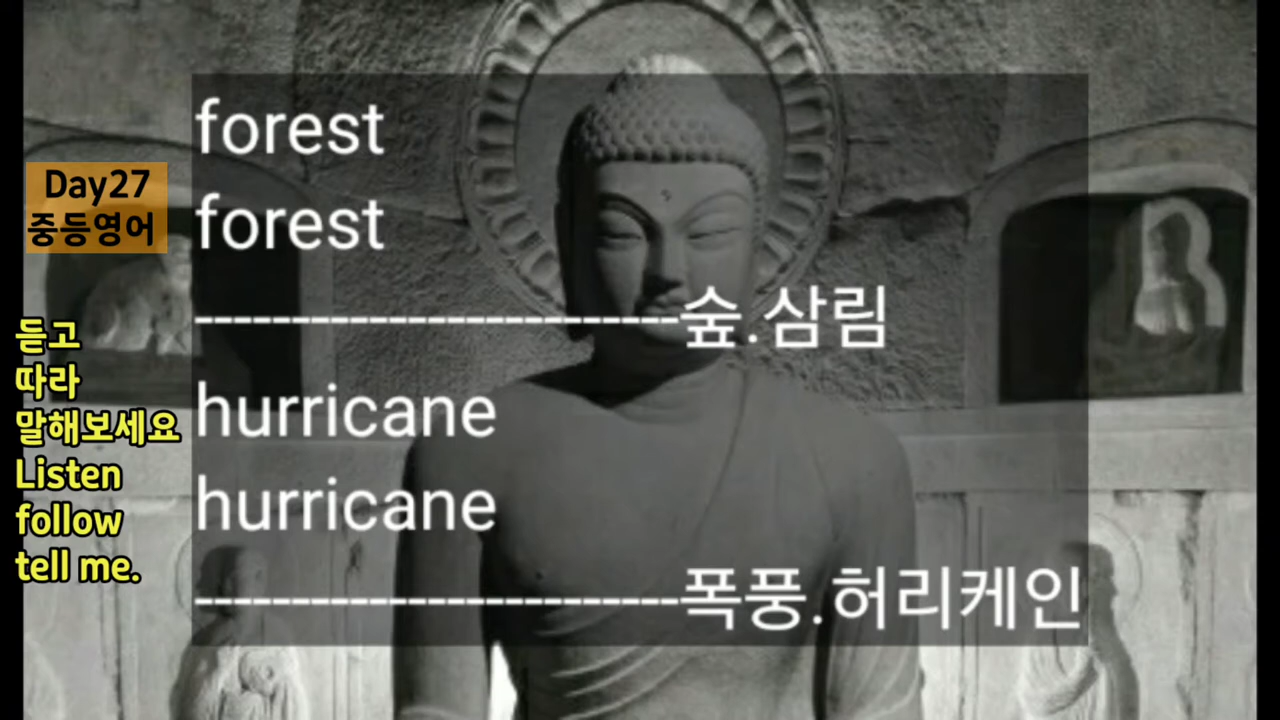 Day27
중등영어
듣고
따라
말해보세요
Listen
follow
tell me.
forest
forest
-------------------------숲.삼림
hurricane
hurricane
-------------------------폭풍.허리케인